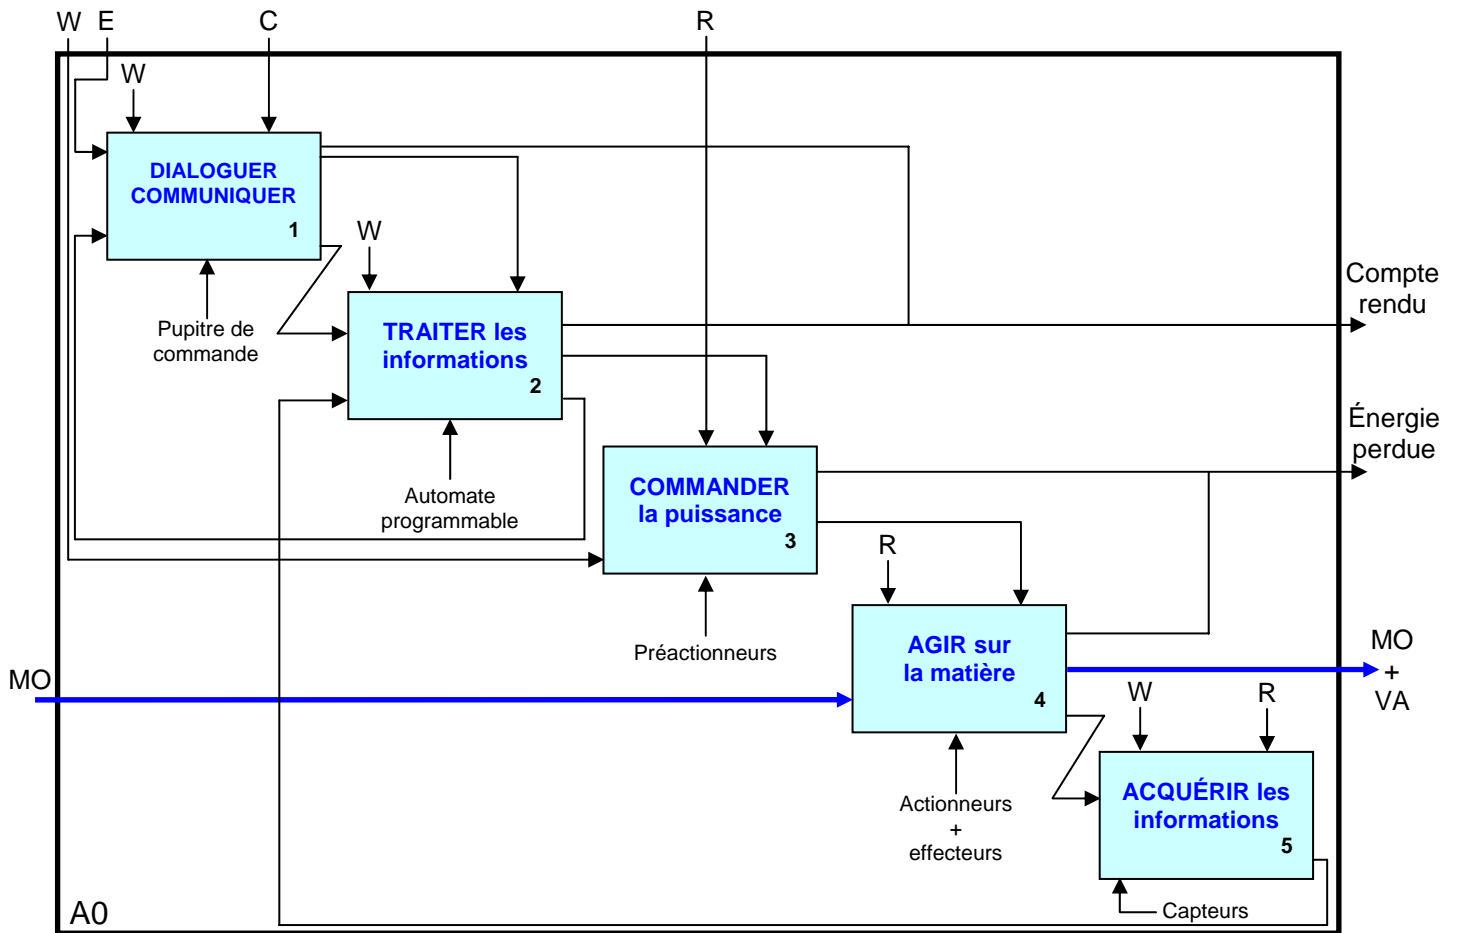 W E C R
W
DIALOGUER
COMMUNIQUER
1
W
Pupitre de
commande
Compte
rendu
TRAITER les
informations
2
Automate
programmable
Énergie
perdue
COMMANDER
la puissance
3
R
Préactionneurs
MO
AGIR sur
la matière
4
MO
+
VA
W R
Actionneurs
+
effecteurs
ACQUÉRIR les
informations
5
Capteurs
A0